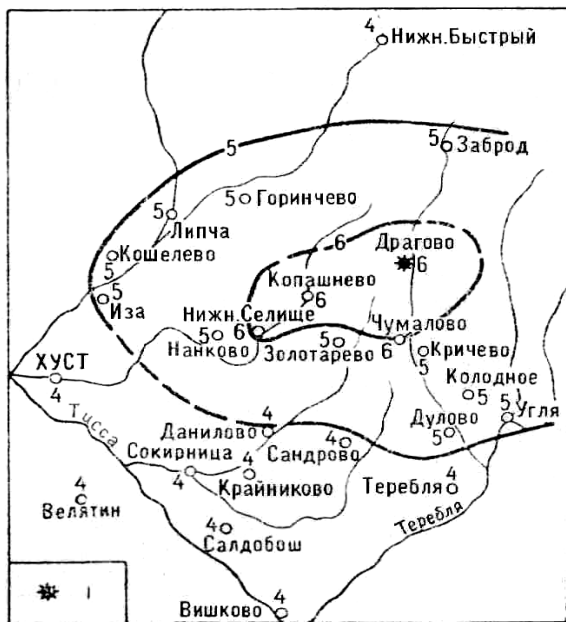 4
Нижн.Быстрый
5
5
Заброд
5
Горинчево
5
Липча
Кошелево
5
6
Драгово
6
Копашнево
6
5
Иза
Нижн.Селище
6
5
Нанково
5
Золотарево
Чумалово
6
Кричево
5
ХУСТ
4
Колодное
5
5
Угля
Тисса
Данилово
4
4
Сандрово
Дулово
5
Сокирница
4
4
Крайниково
4
Теребля
4
Велятин
4
Салдобош
Теребля
1
Вишково
4